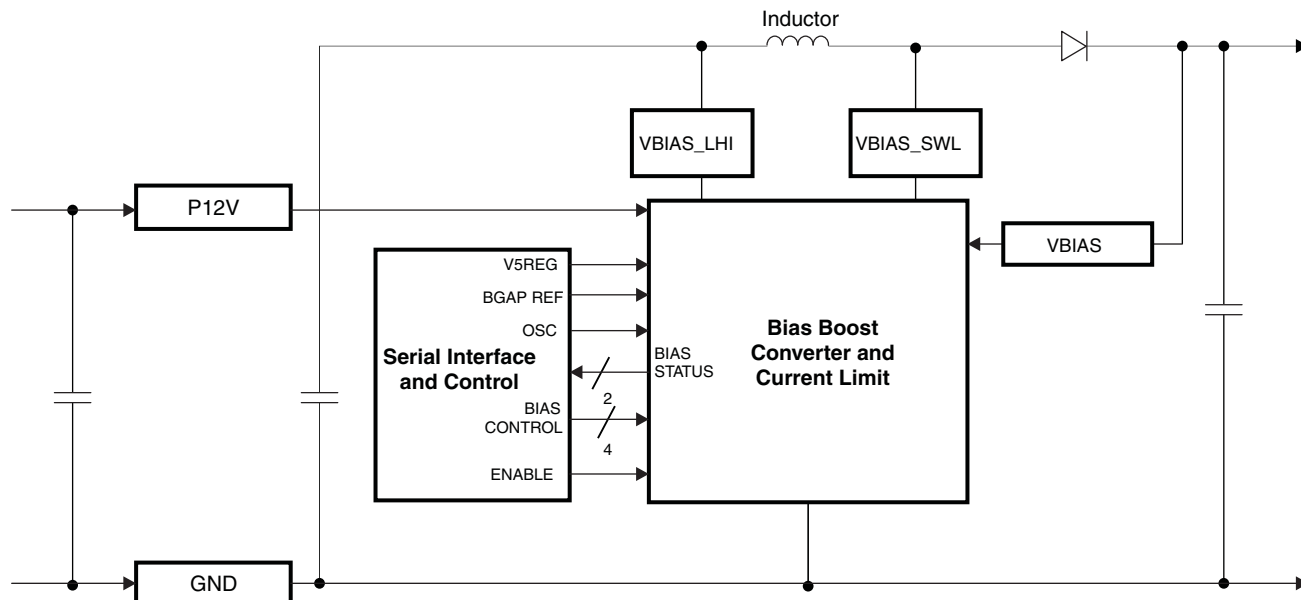 Inductor
VBIAS_LHI
VBIAS_SWL
P12V
VBIAS
V5REG
BGAP REF
OSC
Serial Interface
and Control
BIAS
STATUS
2
BIAS
CONTROL
4
ENABLE
Bias Boost
Converter and
Current Limit
GND